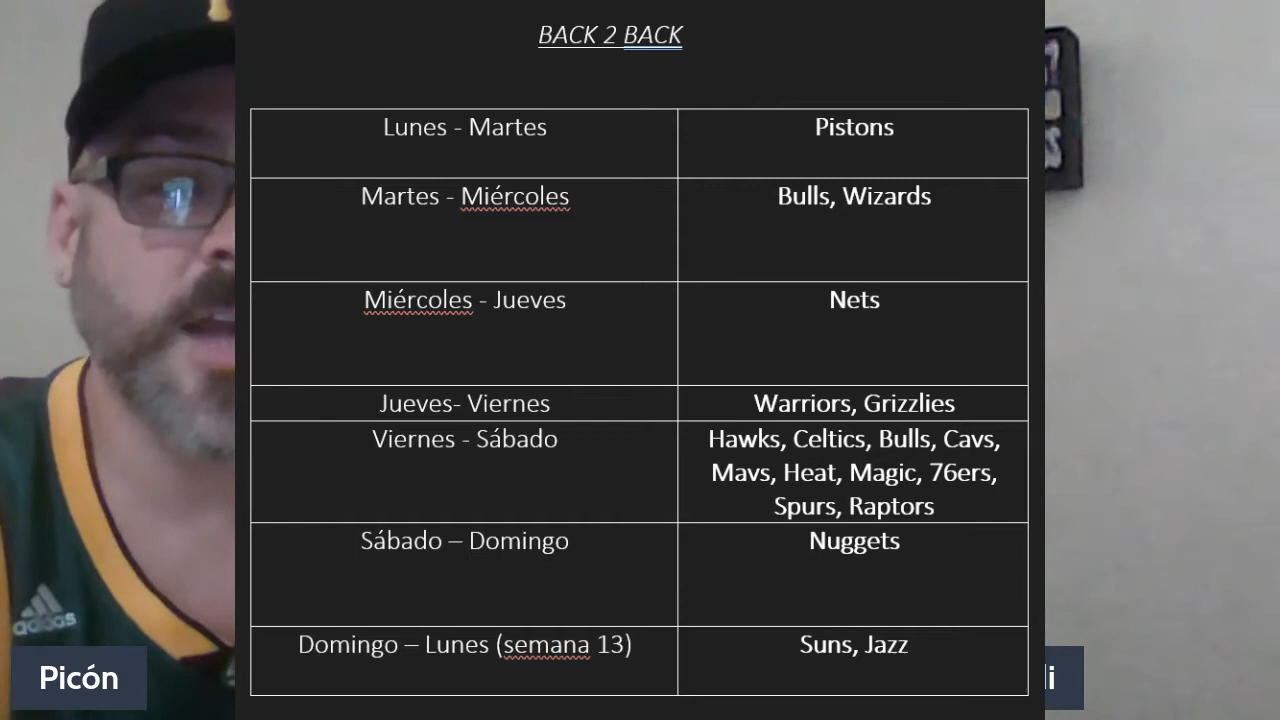 BACK 2 BACK
Lunes - Martes
Pistons
Martes - Miércoles
Bulls, Wizards
Miércoles - Jueves
Nets
Jueves- Viernes
Warriors, Grizzlies
Viernes - Sábado
Hawks, Celtics, Bulls, Cavs,
Mavs, Heat, Magic, 76ers,
Spurs, Raptors
Sábado – Domingo
Nuggets
Domingo – Lunes (semana 13)
Suns, Jazz
adidas
Picón